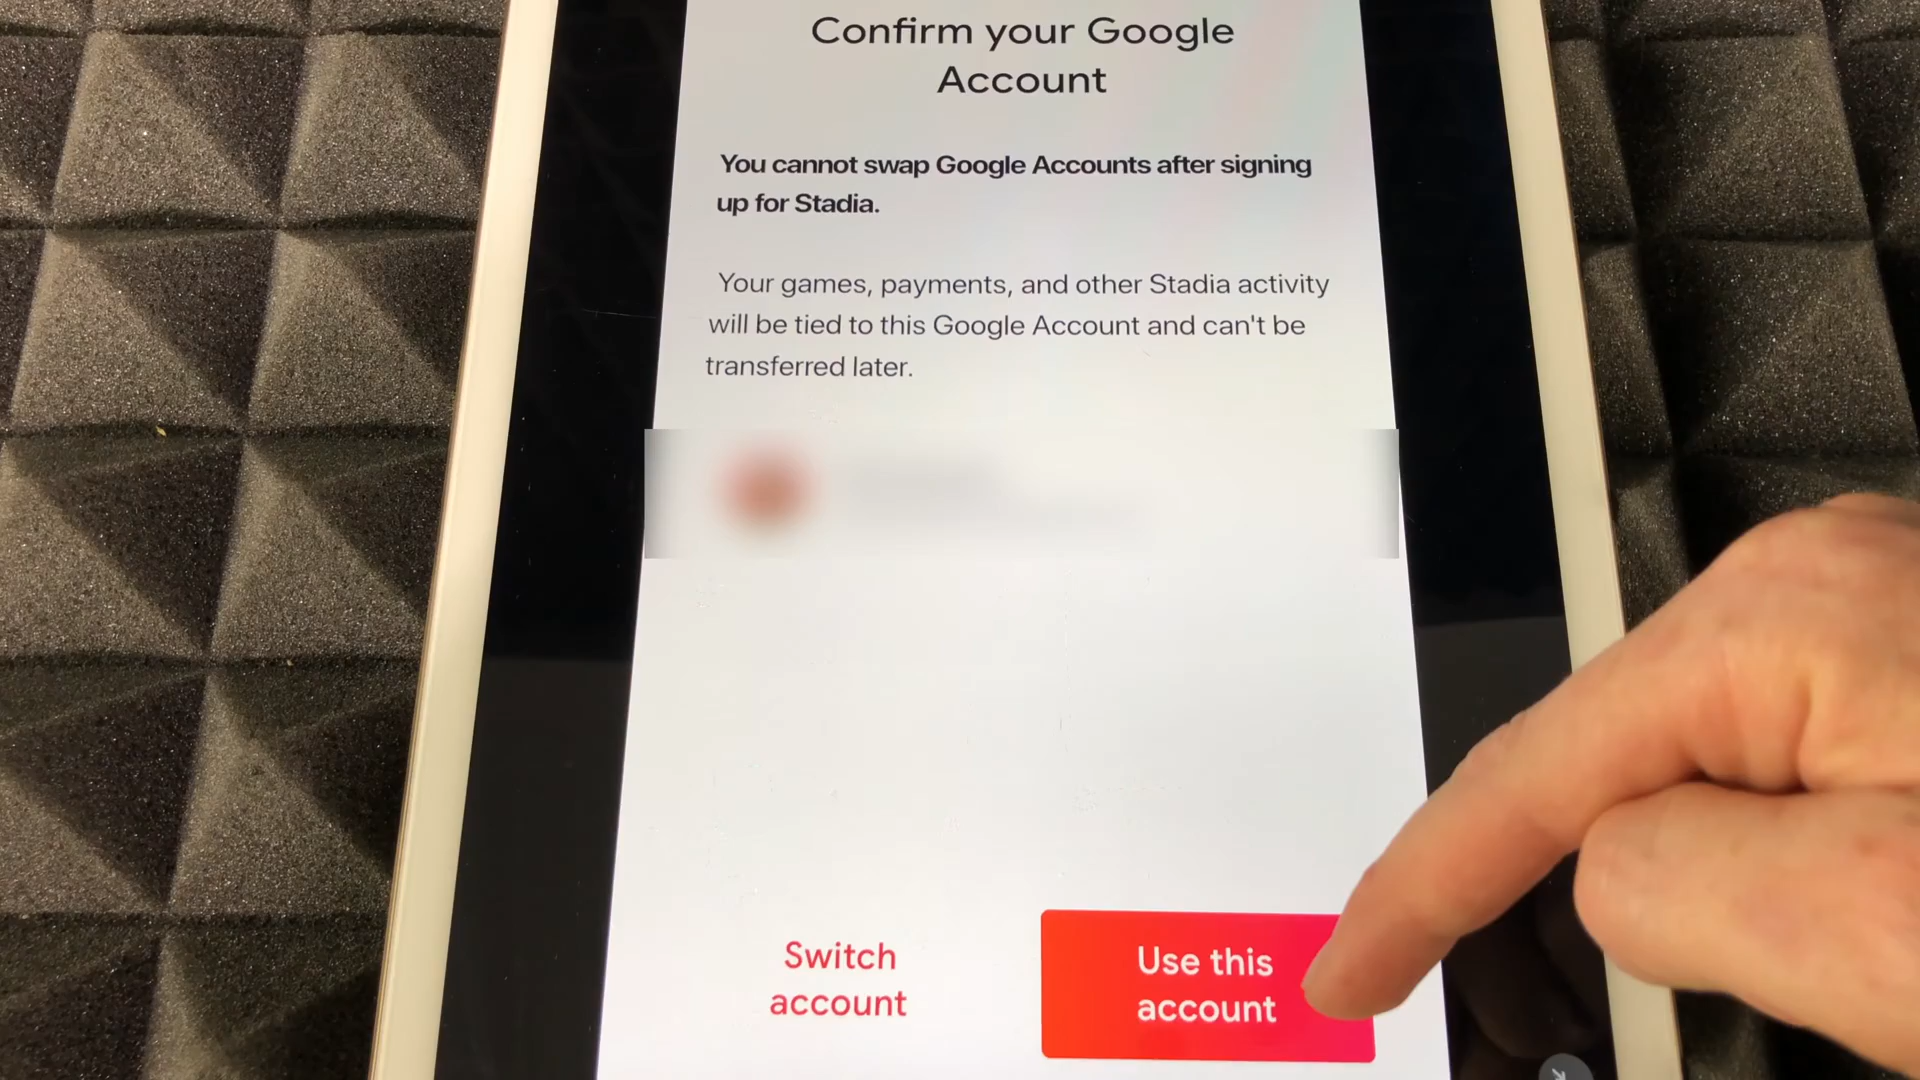 Confirm your Google
Account
You cannot swap Google Accounts after signing
up for Stadia.
Your games, payments, and other Stadia activity
will be tied to this Google Account and can't be
transferred later.
Switch
account
Use this
account